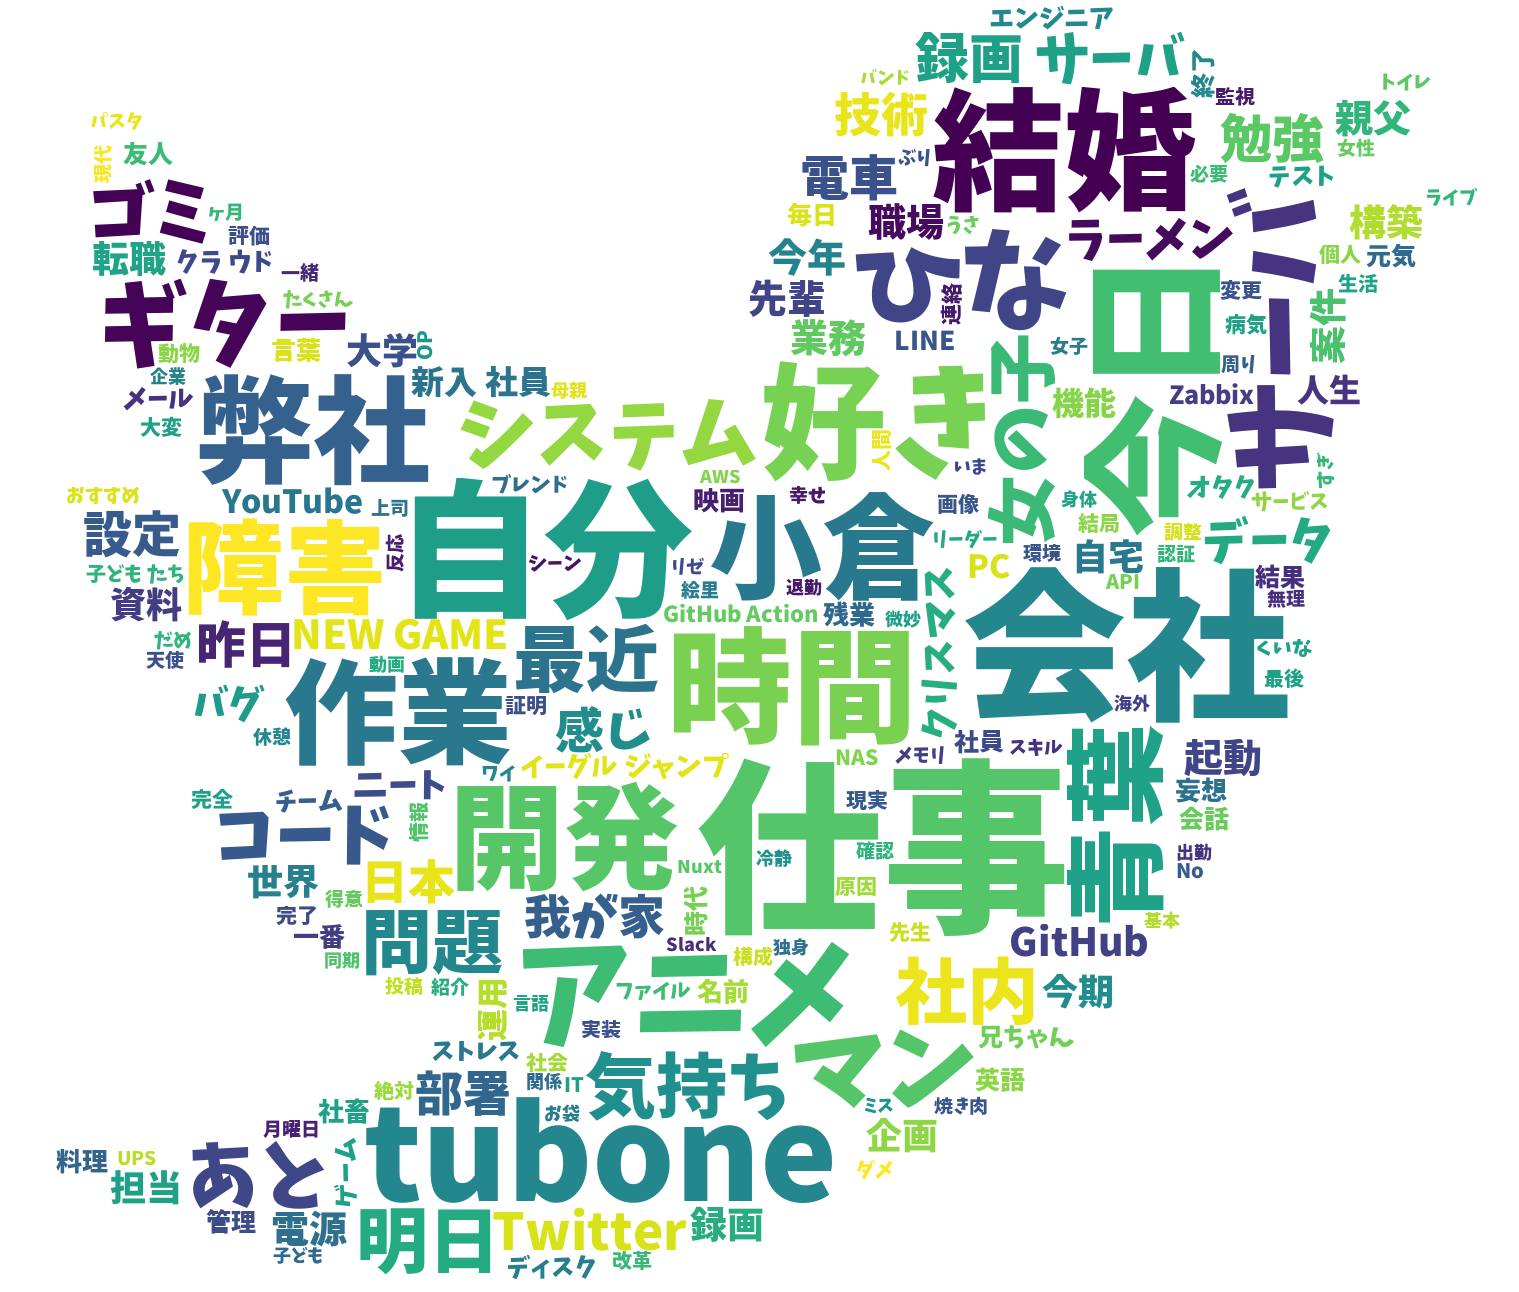 エンジニア
録画 サーバ
終了
バンド
トイレ
監視
技術
結婚
親父
パスタ
勉強
女性
現代
友人
電車
ぶり
必要
テスト
ゴミ
ライブ
ケ月
毎日
職場
うさ
ラーメン
構築
転職
評価
クラウド
今年
ひな
個人
元気
一緒
たくさん
先輩
連絡
日
変更
生活
ギター
動物
言葉
大学
OP
業務
LINE
女子
病気
案件
周り
企業
メール
大変
弊社
新入 社員
母親
システム
好き
人間
女の子
機能
Zabbix
人生
今
いま
AWS
ブレンド
映画
幸せ
画像
身体
オタク
すぎ
サービス
おすすめ
YouTube
上司
設定
障害
反応
自分
シーン
リゼ
小倉
リーダー
結局
調整
データ
PC
環境
自宅
認証
API
子どもたち
資料
絵里
退勤
結果
無理
GitHub Action
残業
微妙
クリスマス
会社
だめ
天使
昨日
NEW GAME
最近
時間
くいな
最後
動画
作業
証明
海外
バグ
休憩
感じ
NAS
メモリ
社員
スキル
青葉
起動
ワイ
イーグル ジャンプ
ニート
完全
チーム
コード
情報
開発
仕事
現実
妄想
会話
確認
冷静
Nuxt
出勤
No
世界
日本
得意
原因
時代
完了
一番
問題
我が家
先生
基本
GitHub
同期
Slack
構成
独身
アニメ
投稿
紹介
運用
言語
ファイル
名前
社内
今期
実装
マン
兄ちゃん
ストレス
社会
気持ち
英語
絶対
部署
関係
IT
お袋
ミス
焼き肉
社畜
月曜日
tubone
企画
ダメ
料理
UPS
担当
あと
ゲーム
管理
電源
明日
Twitter
録画
子ども
ディスク
改革